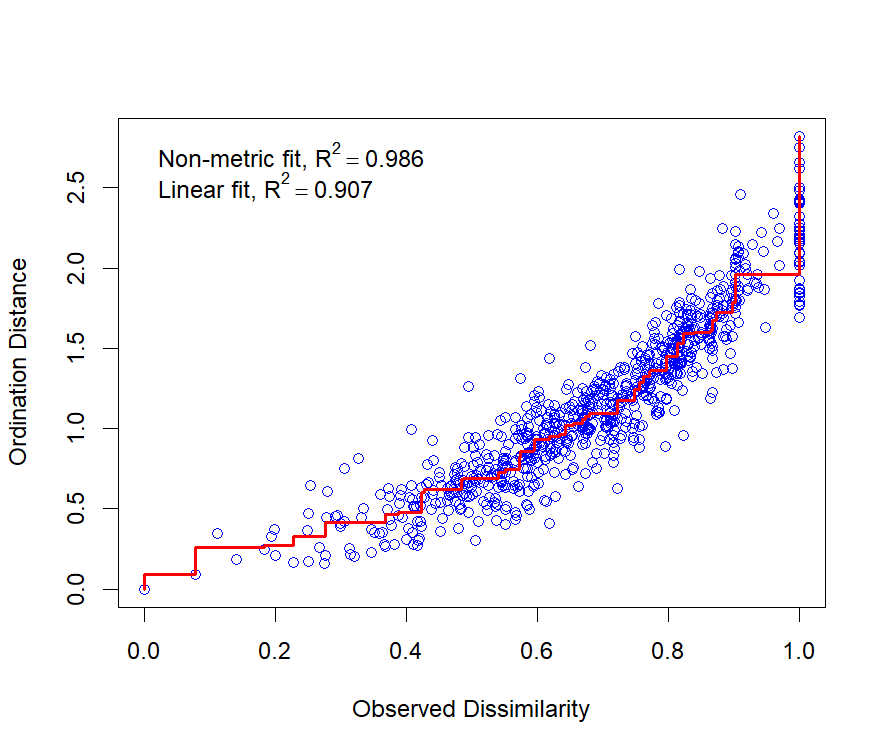 Non-metric fit, R² = 0.986
Linear fit, R² = 0.907
Ordination Distance
2.5
2.0
1.5
1.0
0.5
0.0
0.0 0.2 0.4 0.6 0.8 1.0
Observed Dissimilarity